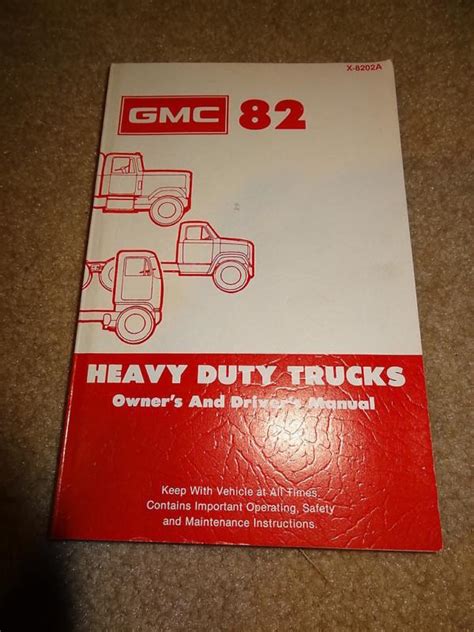 X-8202A
GMC 82
HEAVY DUTY TRUCKS
Owner's And Driver's Manual
Keep With Vehicle at All Times.
Contains Important Operating, Safety
and Maintenance Instructions.